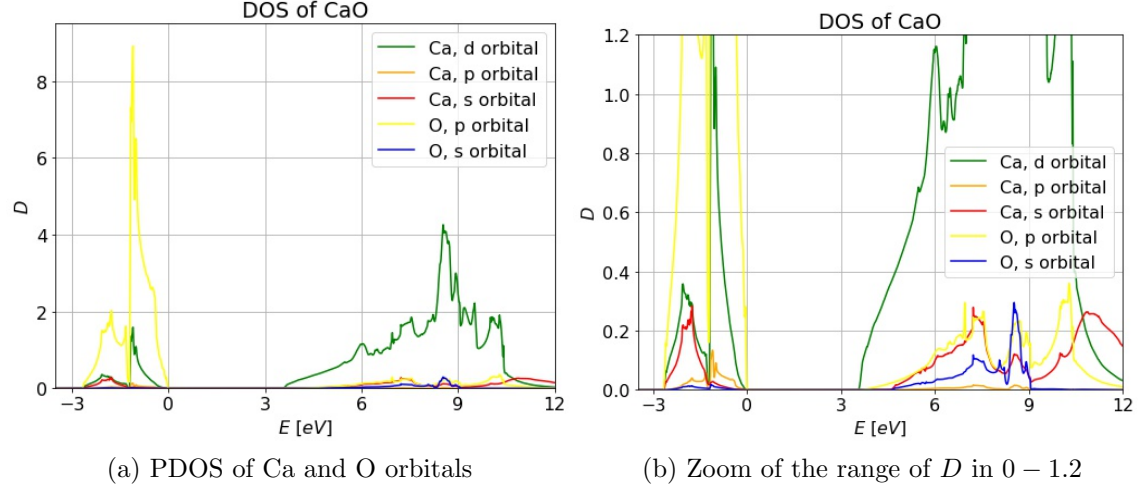 DOS of CaO
D
8
6
4
2
0
−3
0
3
6
9
12
E [eV]
Ca, d orbital
Ca, p orbital
Ca, s orbital
O, p orbital
O, s orbital
(a) PDOS of Ca and O orbitals
DOS of CaO
D
1.2
1.0
0.8
0.6
0.4
0.2
0.0
−3
0
3
6
9
12
E [eV]
Ca, d orbital
Ca, p orbital
Ca, s orbital
O, p orbital
O, s orbital
(b) Zoom of the range of D in 0 − 1.2